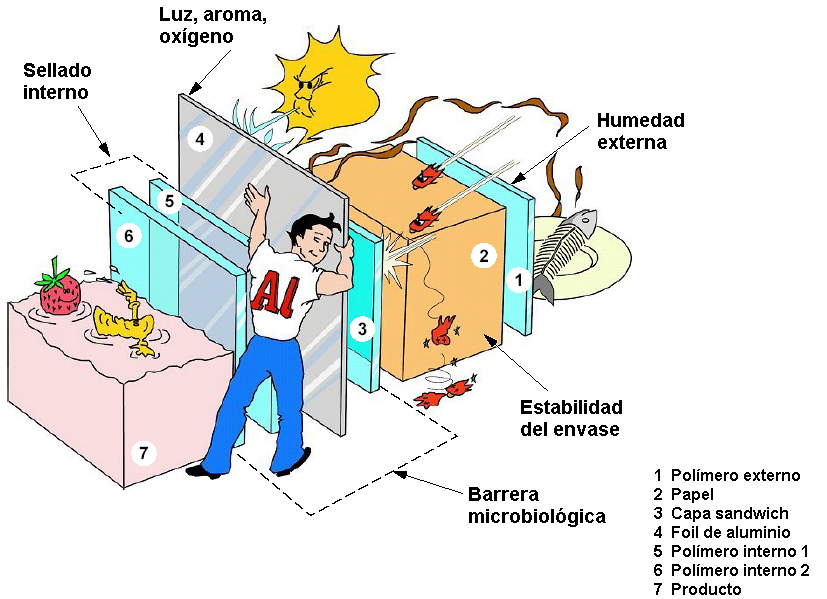 Luz, aroma,
oxígeno
Sellado
interno
Humedad
externa
4
5
6
2
1
3
7
Al
Estabilidad
del envase
Barrera
microbiológica
1 Polímero externo
2 Papel
3 Capa sandwich
4 Foil de aluminio
5 Polímero interno 1
6 Polímero interno 2
7 Producto